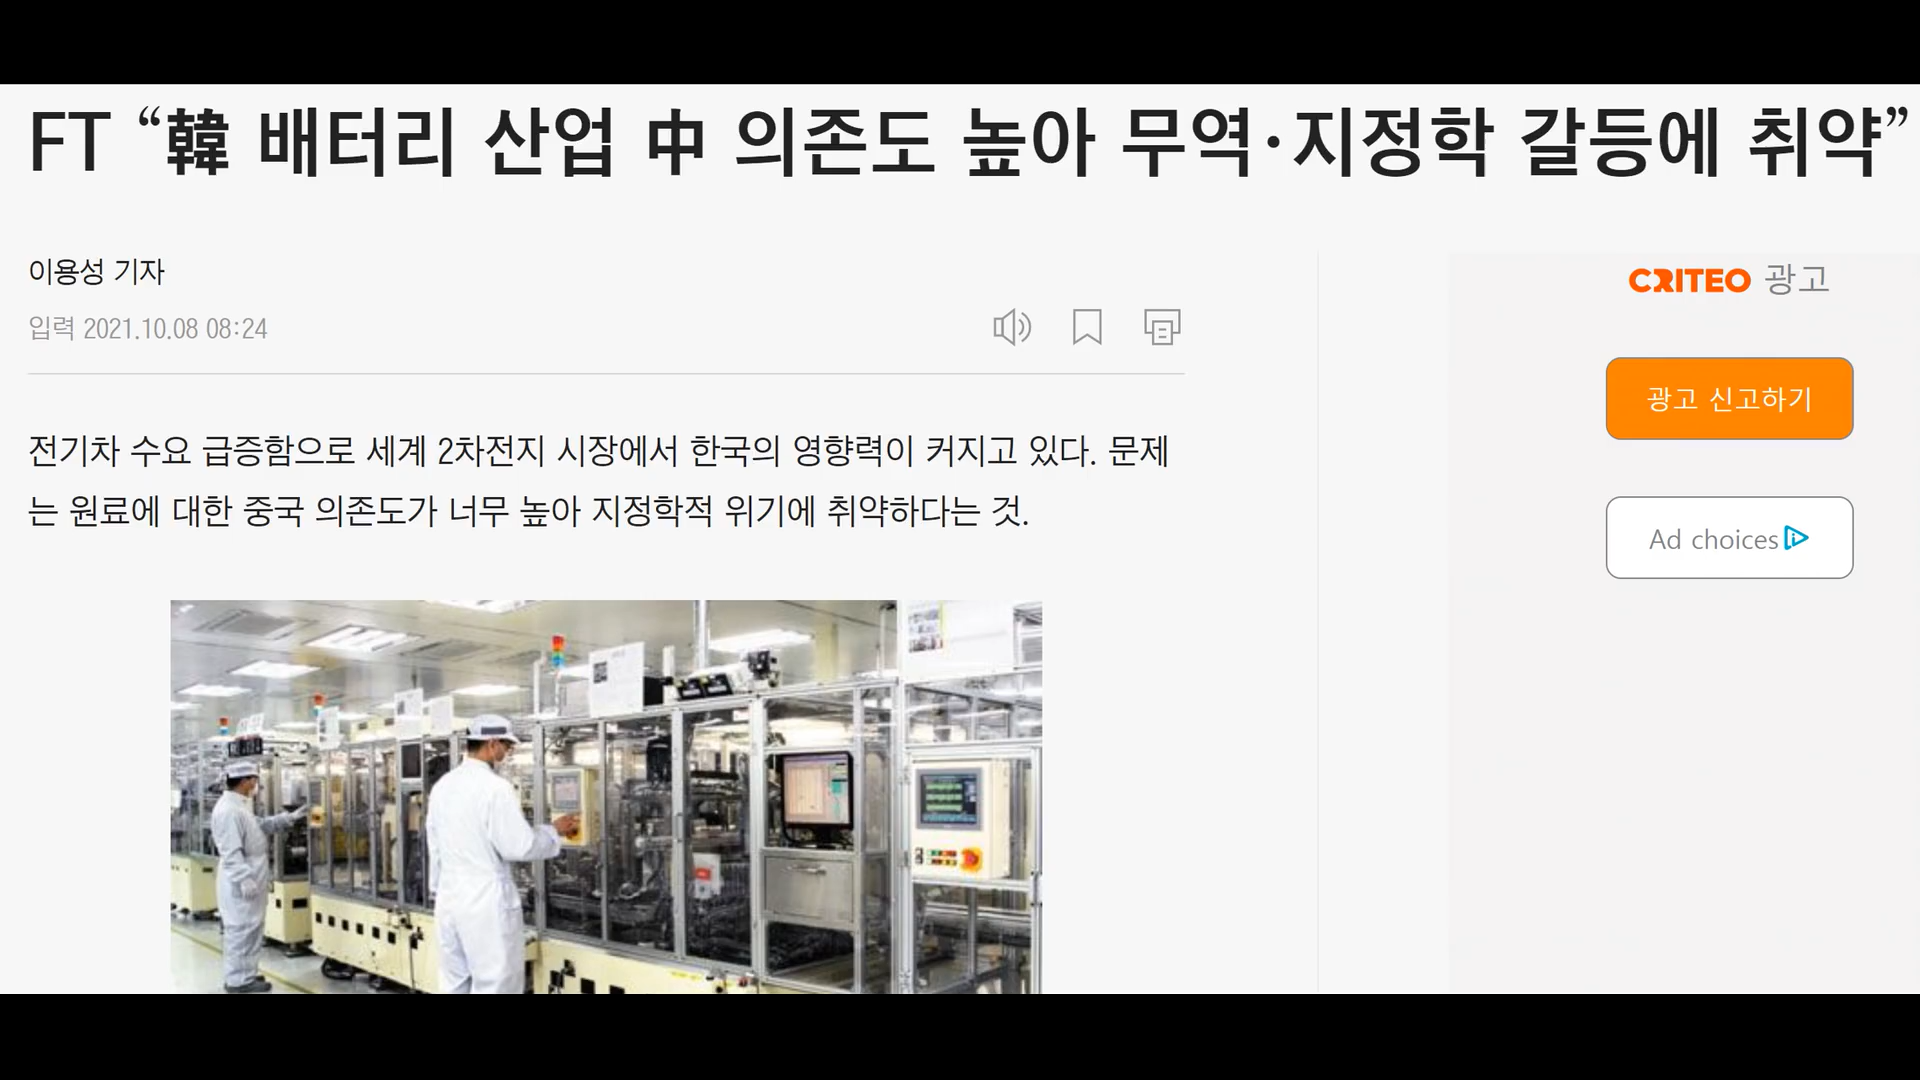 FT “韓 배터리 산업 中 의존도 높아 무역·지정학 갈등에 취약”
이용성 기자
입력 2021.10.08 08:24
전기차 수요 급증함으로 세계 2차전지 시장에서 한국의 영향력이 커지고 있다. 문제
는 원료에 대한 중국 의존도가 너무 높아 지정학적 위기에 취약하다는 것.
CRITEO 광고
광고 신고하기
Ad choices